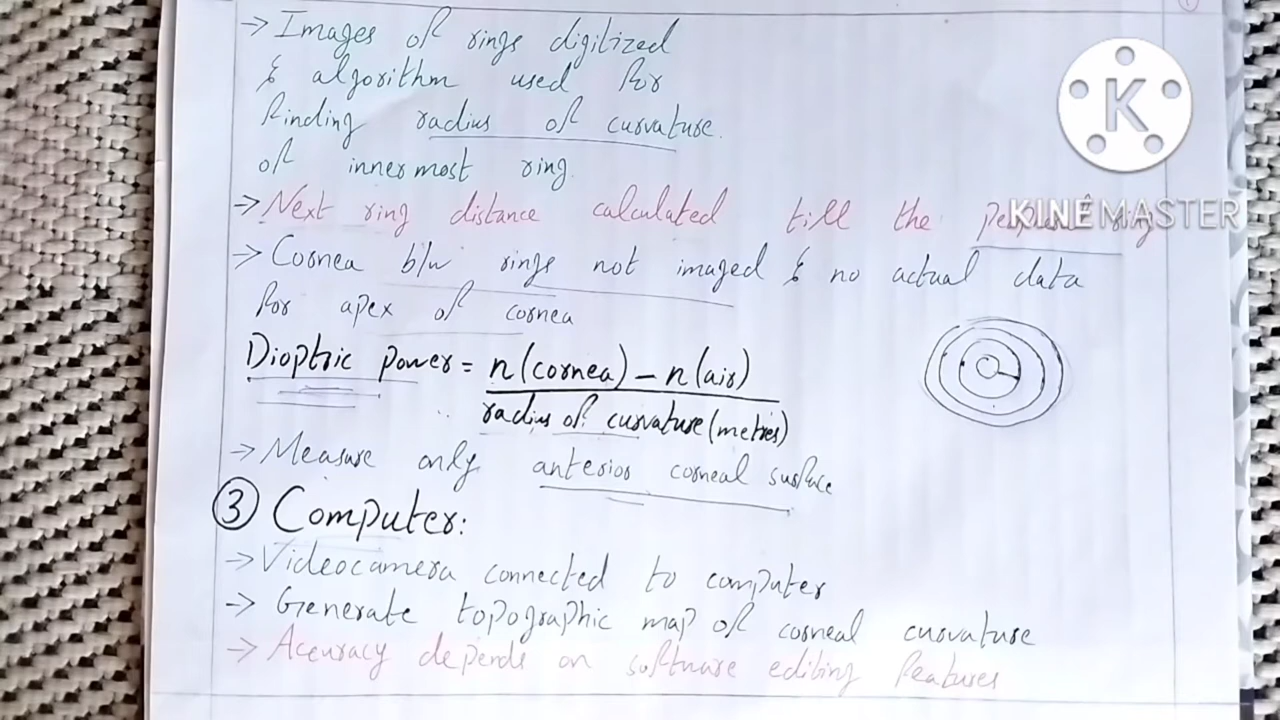 → Images of rings digitized
& algorithm used for
finding radius of curvature.
of innermost ring.
→ Next ring distance calculated till the ring
→ Cornea b/w rings not imaged & no actual data
for apex of cornea
Dioptric power = n(cornea) - n(air)
radius of curvature (metres)
→ Measure only anterior corneal surface
③ Computer:
→ Videocamera connected to computer
→ Generate topographic map of corneal curvature
→ Accuracy depends on software editing features
K
KINEMASTER